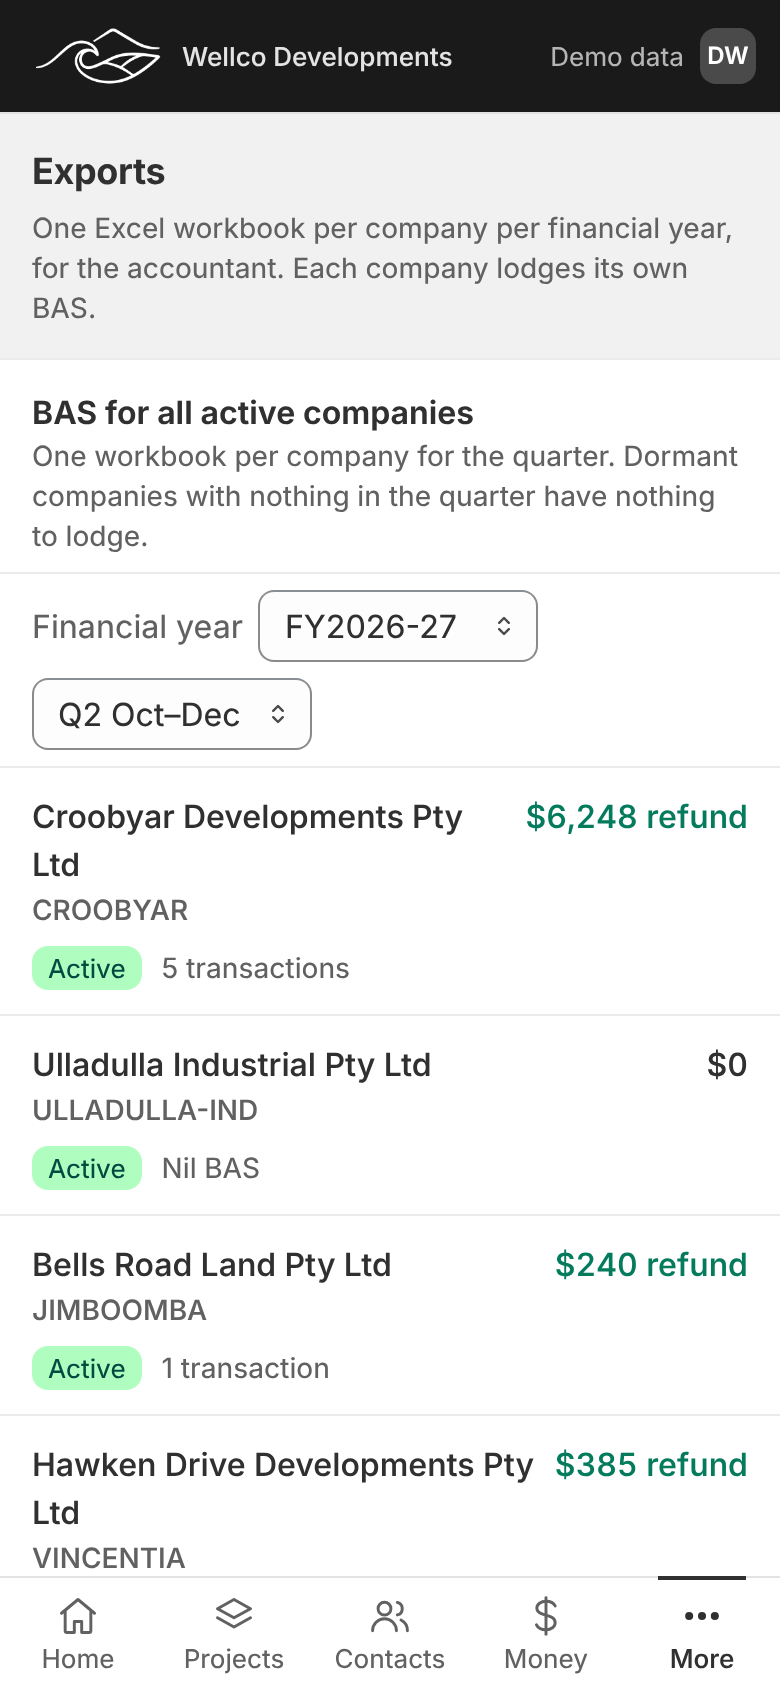 Wellco Developments
Demo data
DW
Exports
One Excel workbook per company per financial year,
for the accountant. Each company lodges its own
BAS.
BAS for all active companies
One workbook per company for the quarter. Dormant
companies with nothing in the quarter have nothing
to lodge.
Financial year
FY2026-27
Q2 Oct–Dec
Croobyar Developments Pty
Ltd
$6,248 refund
CROOBYAR
Active
5 transactions
Ulladulla Industrial Pty Ltd
$0
ULLADULLA-IND
Active
Nil BAS
Bells Road Land Pty Ltd
$240 refund
JIMBOOMBA
Active
1 transaction
Hawken Drive Developments Pty
Ltd
$385 refund
VINCENTIA
Home
Projects
Contacts
Money
More